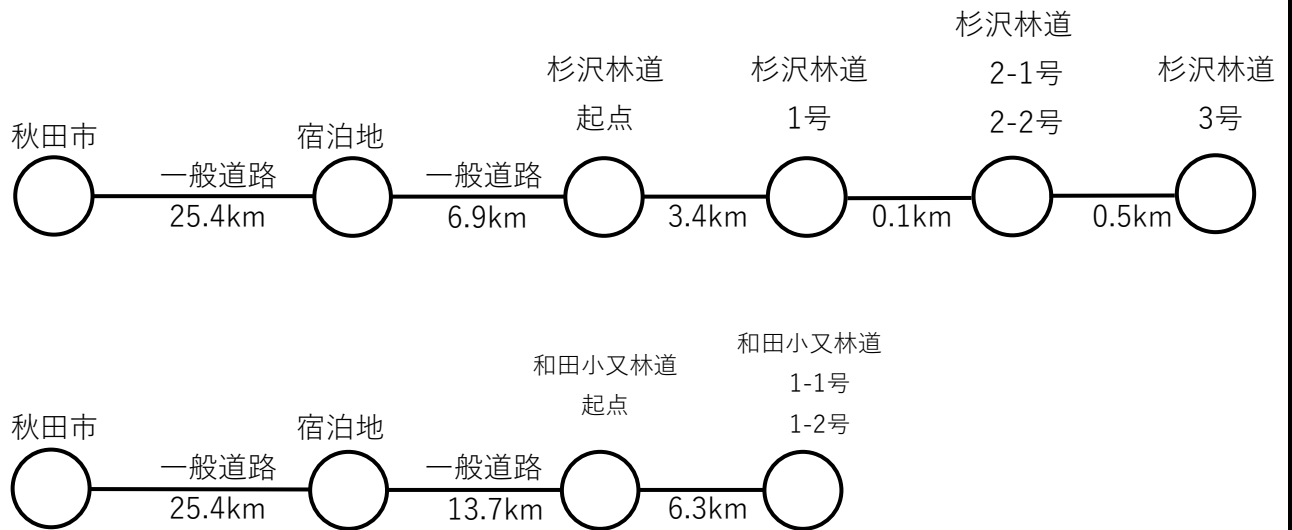 杉沢林道
杉沢林道
杉沢林道
杉沢林道
2-1号
起点
1号
2-2号
3号
秋田市
宿泊地
一般道路
一般道路
25.4km
6.9km
3.4km
0.1km
0.5km
和田小又林道
和田小又林道
1-1号
起点
1-2号
秋田市
宿泊地
一般道路
一般道路
25.4km
13.7km
6.3km